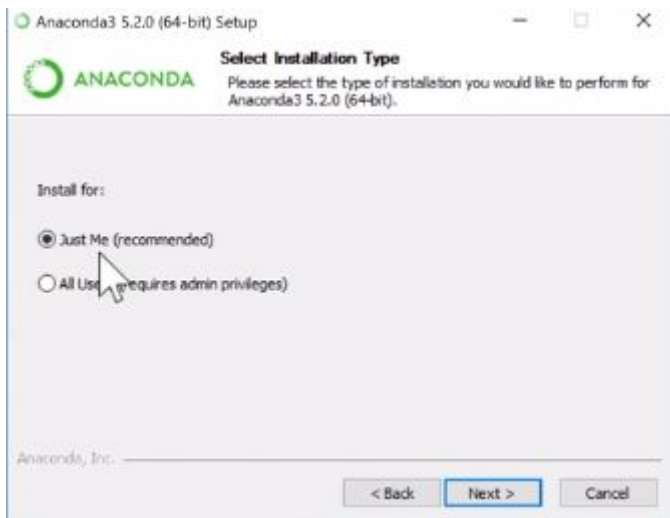 Anaconda3 5.2.0 (64-bit) Setup
ANACONDA
Select Installation Type
Please select the type of installation you would like to perform for
Anaconda3 5.2.0 (64-bit).
Install for:
Just Me (recommended)
All Use requires admin privileges)
Anaconda, Inc.
< Back
Next >
Cancel